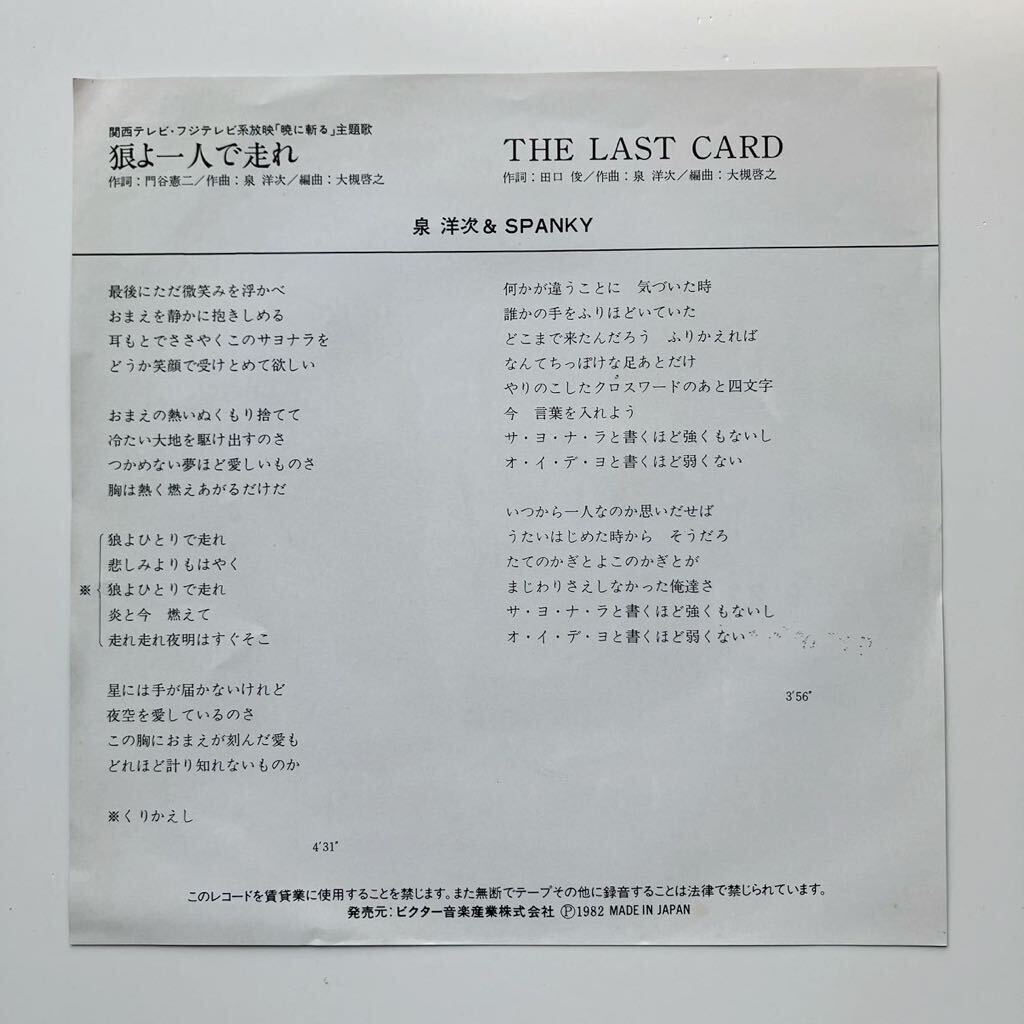 関西テレビ・フジテレビ系放映「暁に斬る」主題歌
狼よ一人で走れ
作詞：門谷憲二／作曲：泉 洋次／編曲：大槻啓之
THE LAST CARD
作詞：田口 俊／作曲：泉 洋次／編曲：大槻啓之
泉 洋次 & SPANKY
最後にただ微笑みを浮かべ
おまえを静かに抱きしめる
耳もとでささやくこのサヨナラを
どうか笑顔で受けとめて欲しい
おまえの熱いぬくもり捨てて
冷たい大地を駆け出すのさ
つかめない夢ほど愛しいものさ
胸は熱く燃えあがるだけだ
狼よひとりで走れ
悲しみよりもはやく
※狼よひとりで走れ
炎と今　燃えて
走れ走れ夜明はすぐそこ
星には手が届かないけれど
夜空を愛しているのさ
この胸におまえが刻んだ愛も
どれほど計り知れないものか
※くりかえし
4′31″
何かが違うことに　気づいた時
誰かの手をふりほどいていた
どこまで来たんだろう　ふりかえれば
なんてちっぽけな足あとだけ
やりのこしたクロスワードのあと四文字
今　言葉を入れよう
サ・ヨ・ナ・ラと書くほど強くもないし
オ・イ・デ・ヨと書くほど弱くない
いつから一人なのか思いだせば
うたいはじめた時から　そうだろ
たてのかぎとよこのかぎとが
まじわりさえしなかった俺達さ
サ・ヨ・ナ・ラと書くほど強くもないし
オ・イ・デ・ヨと書くほど弱くない
3′56″
このレコードを賃貸業に使用することを禁じます。また無断でテープその他に録音することは法律で禁じられています。
発売元：ビクター音楽産業株式会社 Ⓟ1982 MADE IN JAPAN